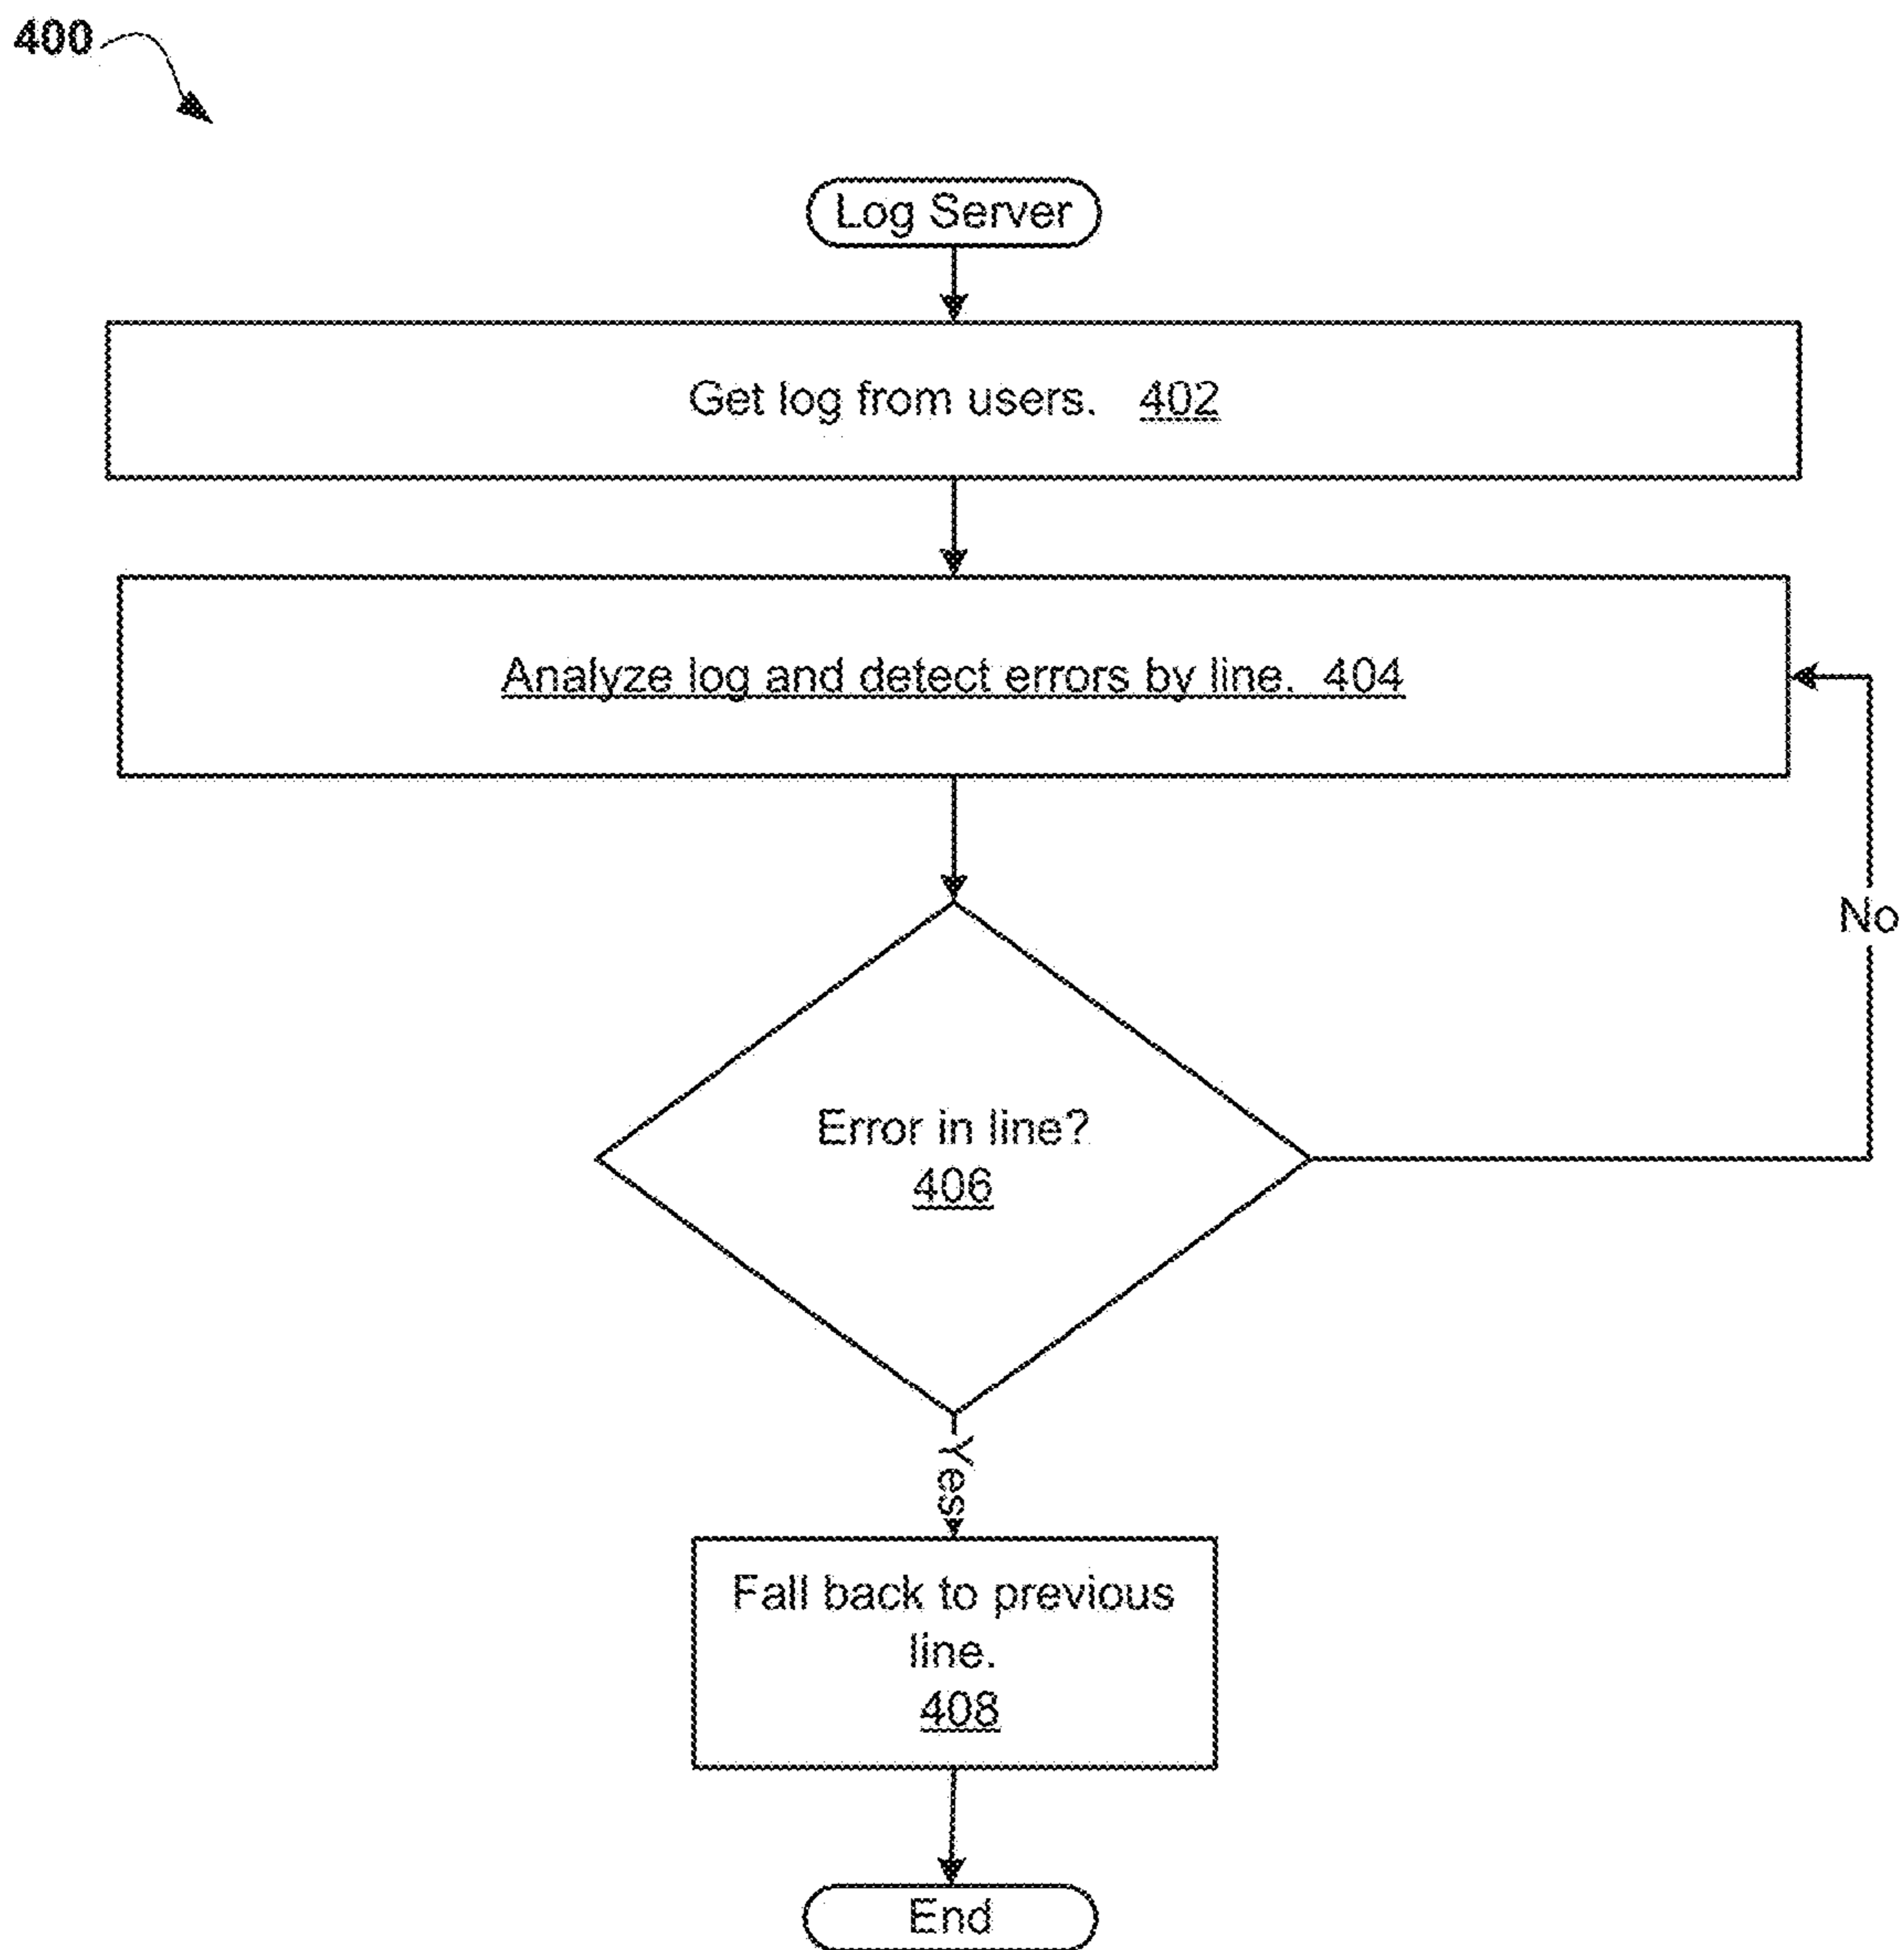 400
Log Server
Get log from users. 402
Analyze log and detect errors by line. 404
No
Error in line?
406
Yes
Fall back to previous
line.
408
End